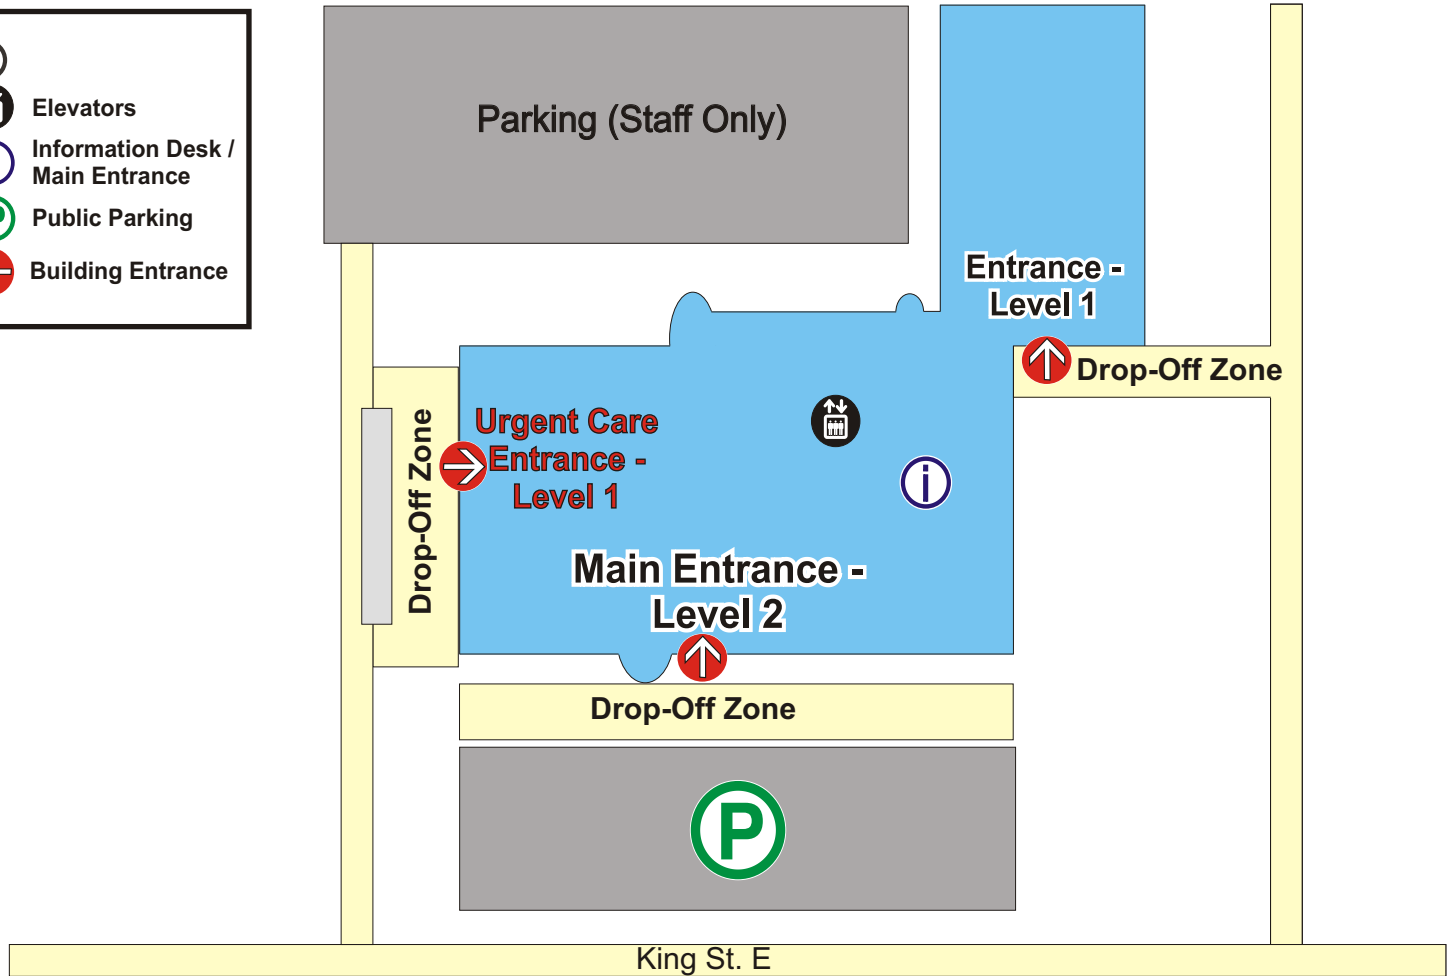 Elevators
Information Desk /
Main Entrance
P Public Parking
Building Entrance
Parking (Staff Only)
Entrance -
Level 1
Drop-Off Zone
Urgent Care
Entrance -
Level 1
Drop-Off Zone
i
Main Entrance -
Level 2
Drop-Off Zone
P
King St. E